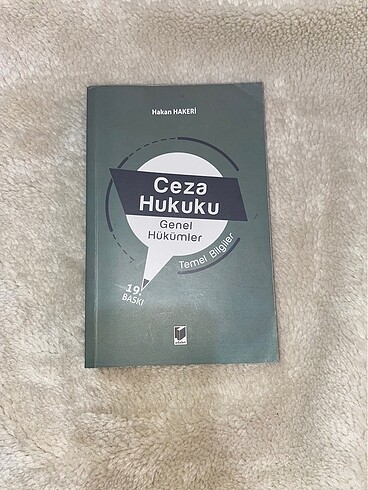 Hakan HAKERİ
Ceza
Hukuku
Genel
Hükümler
Temel Bilgiler
19.
BASKI